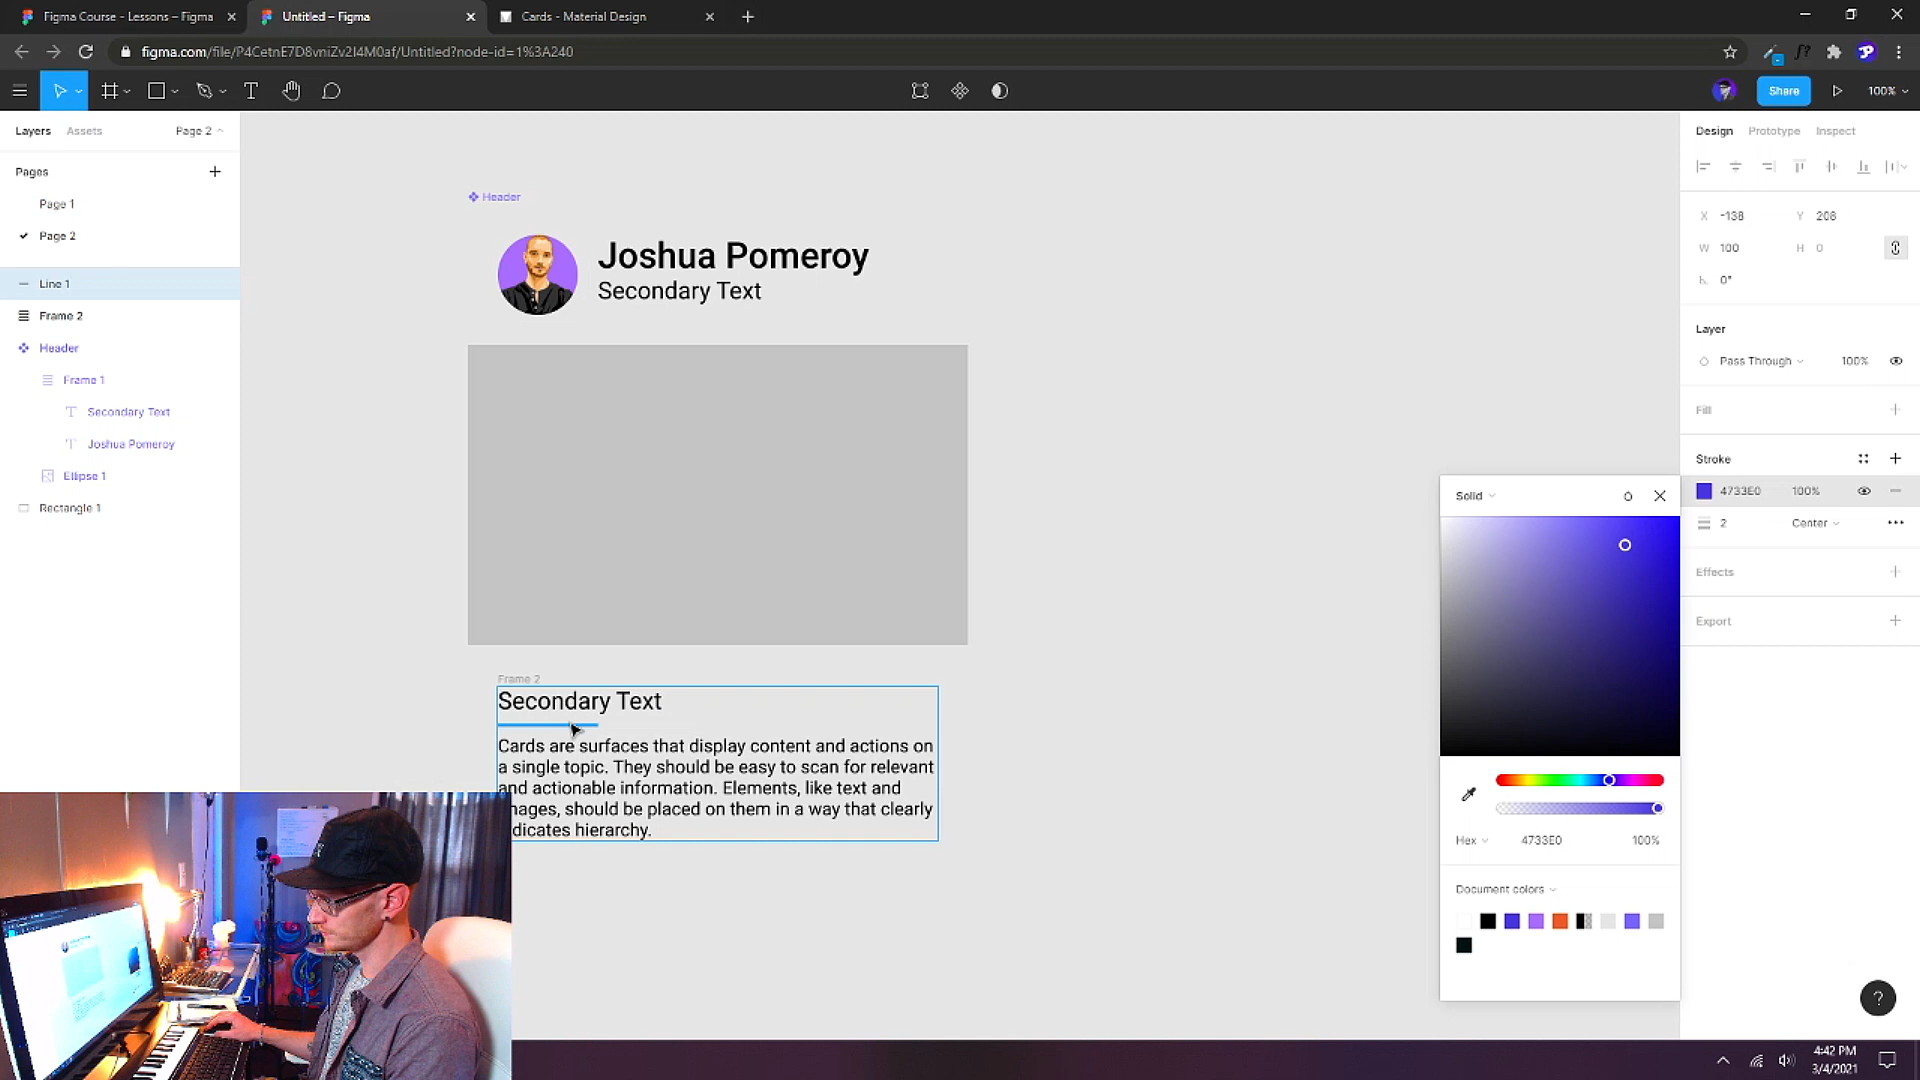 Figma Course - Lessons – Figma
Untitled – Figma
Cards - Material Design
figma.com/file/P4CetnE7D8vniZv2I4M0af/Untitled?node-id=1%3A240
Share
100%
Layers
Assets
Page 2
Pages
Page 1
Page 2
Line 1
Frame 2
Header
Frame 1
Secondary Text
Joshua Pomeroy
Ellipse 1
Rectangle 1
Header
Joshua Pomeroy
Secondary Text
Frame 2
Secondary Text
Cards are surfaces that display content and actions on
a single topic. They should be easy to scan for relevant
and actionable information. Elements, like text and
mages, should be placed on them in a way that clearly
dicates hierarchy.
Solid
Hex
4733E0
100%
Document colors
Design
Prototype
Inspect
X
-138
Y
208
W
100
H
0
0°
Layer
Pass Through
100%
Fill
Stroke
4733E0
100%
2
Center
Effects
Export
?
4:42 PM
3/4/2021